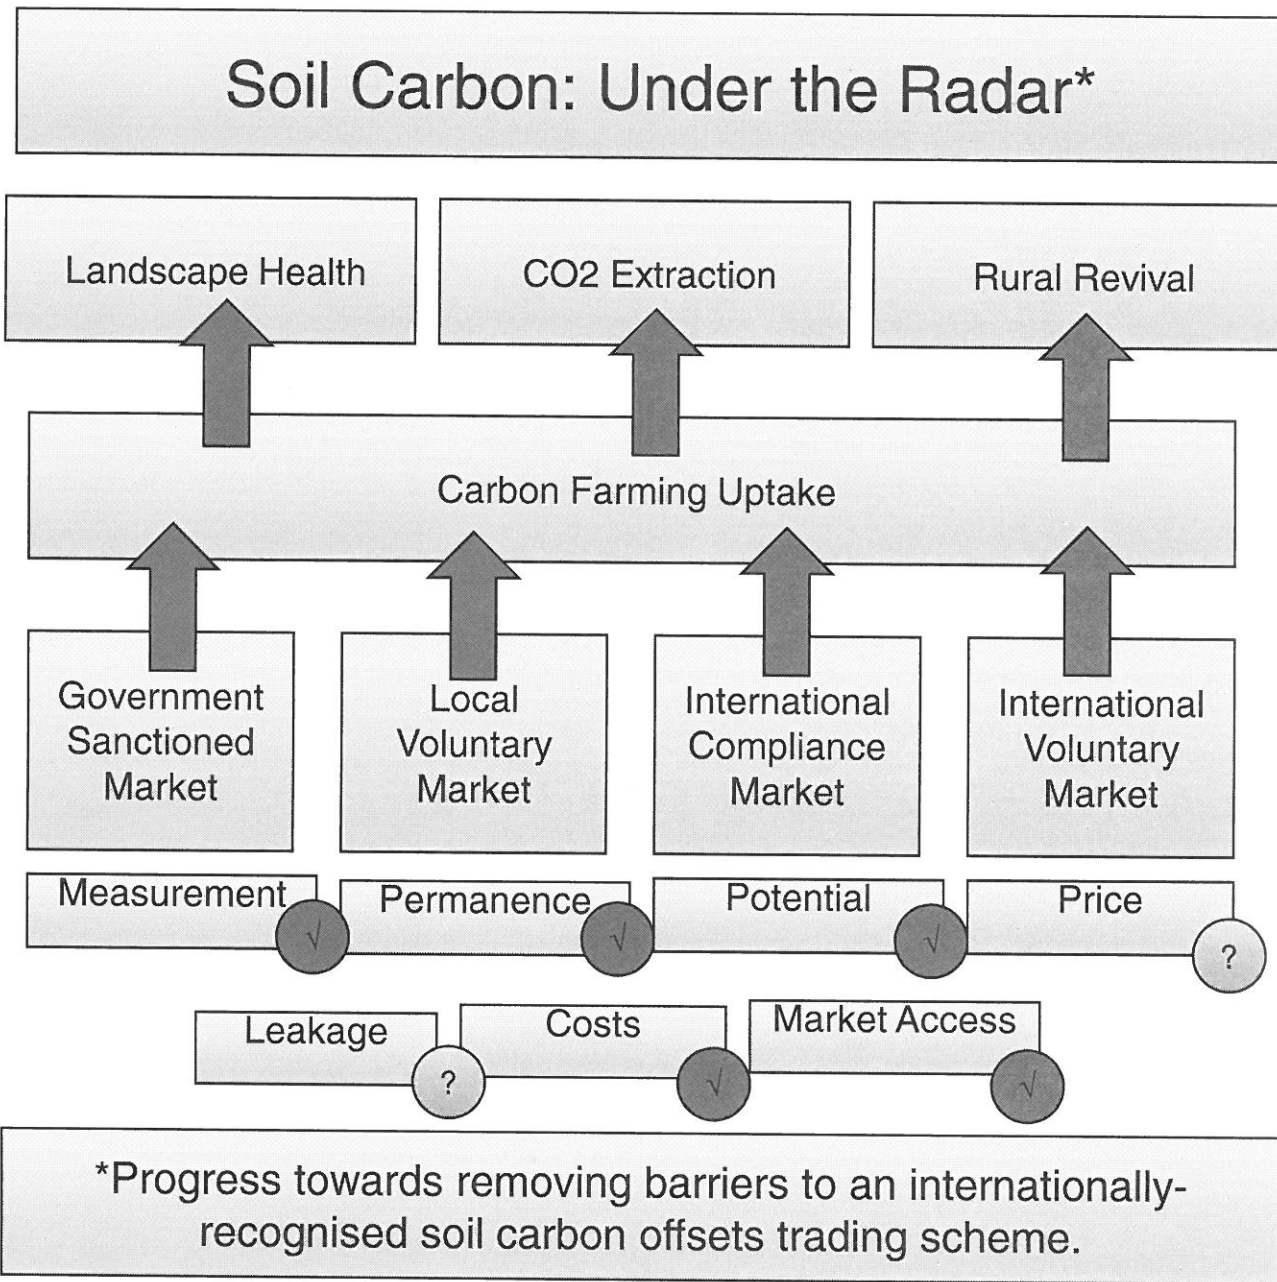 Soil Carbon: Under the Radar*
Landscape Health
CO2 Extraction
Rural Revival
Carbon Farming Uptake
Government
Sanctioned
Market
Local
Voluntary
Market
International
Compliance
Market
International
Voluntary
Market
Measurement
√
Permanence
√
Potential
√
Price
?
Leakage
?
Costs
√
Market Access
√
*Progress towards removing barriers to an internationally-
recognised soil carbon offsets trading scheme.